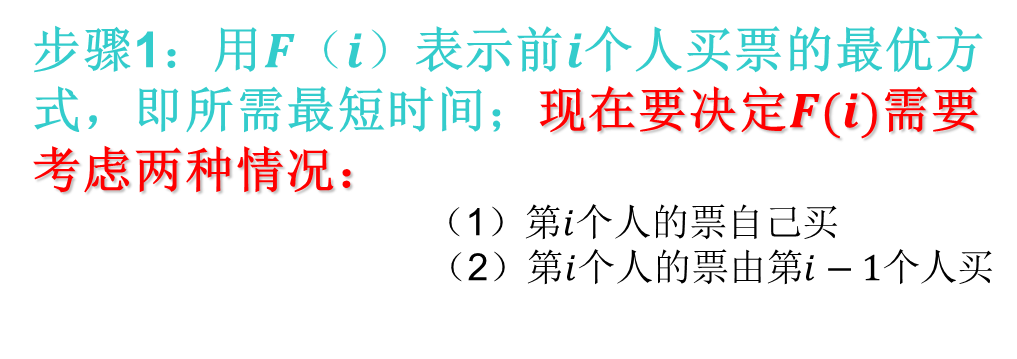 步骤1：用F（i）表示前i个人买票的最优方
式，即所需最短时间；现在要决定F(i)需要
考虑两种情况：
（1）第i个人的票自己买
（2）第i个人的票由第i − 1个人买